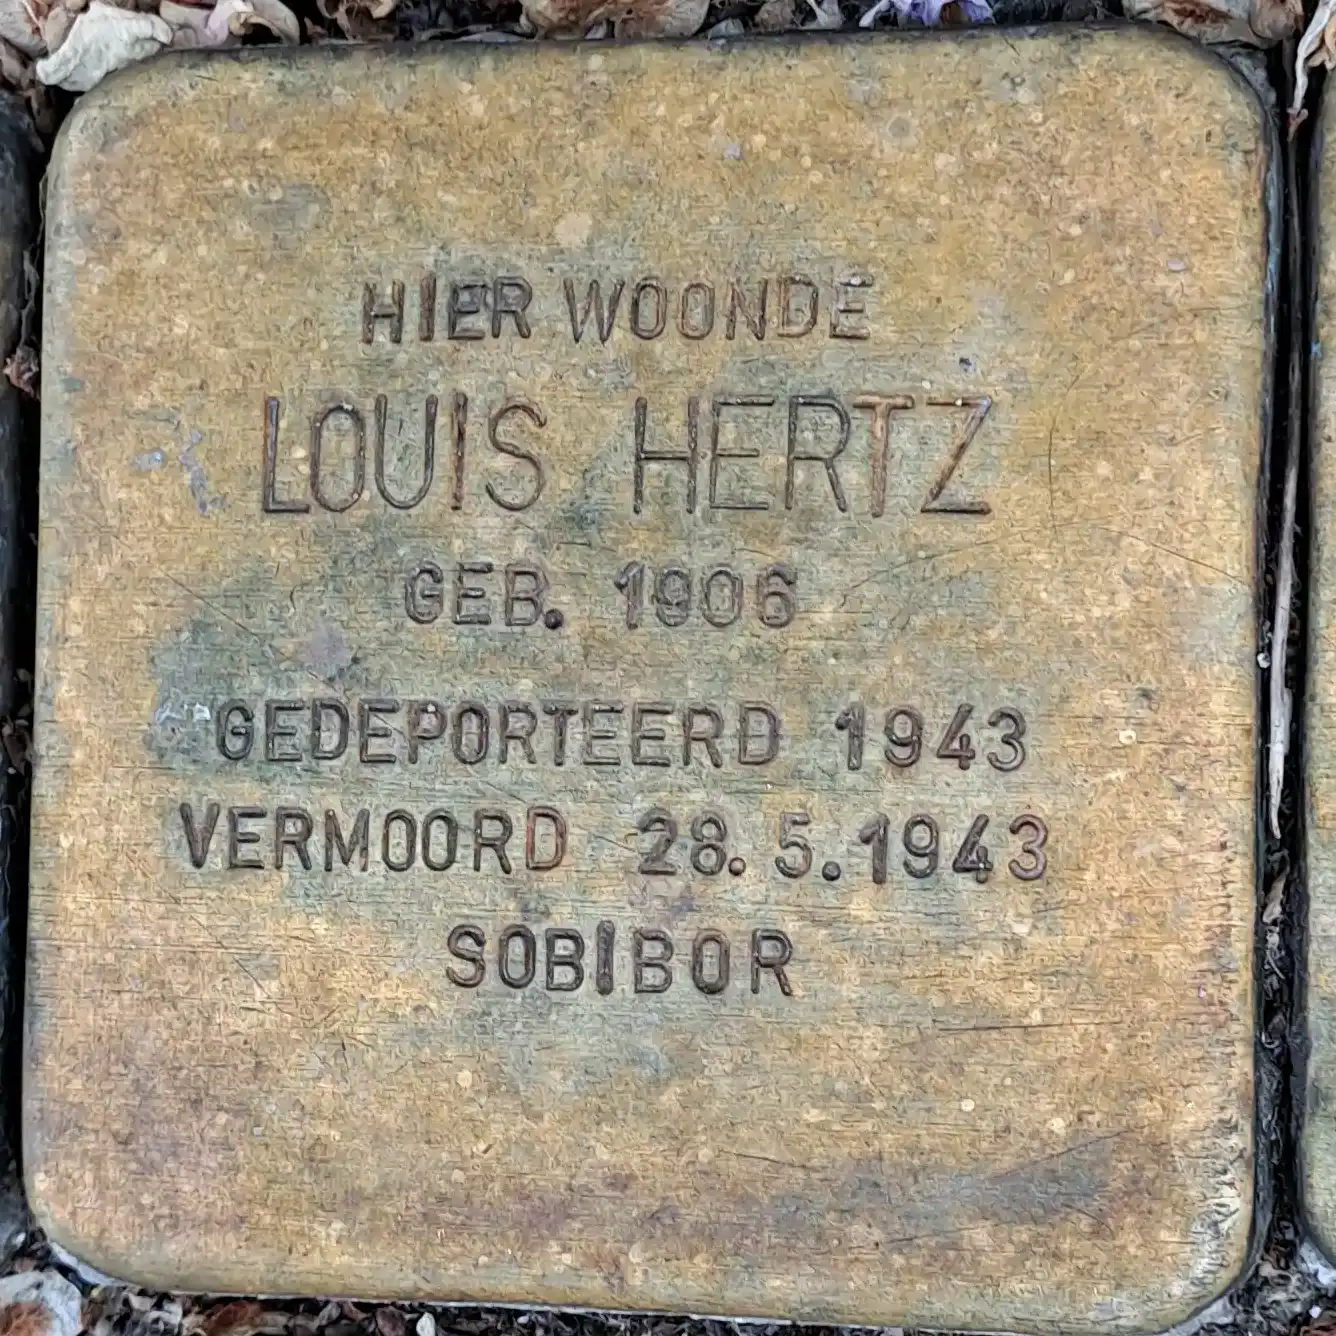 HIER WOONDE
LOUIS HERTZ
GEB. 1906
GEDEPORTEERD 1943
VERMOORD 28.5.1943
SOBIBOR